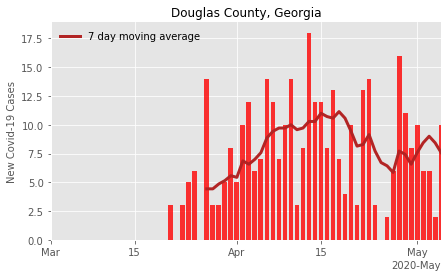 Douglas County, Georgia
7 day moving average
New Covid-19 Cases
17.5
15.0
12.5
10.0
7.5
5.0
2.5
0.0
Mar
15
Apr
15
May
2020-May